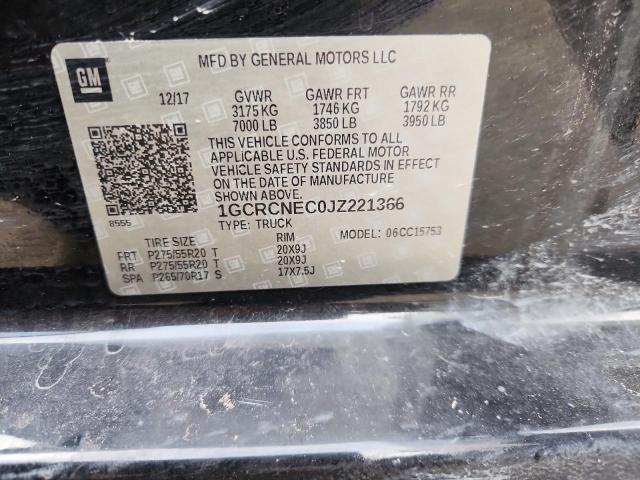 GM
MFD BY GENERAL MOTORS LLC
12/17 GVWR GAWR FRT GAWR RR
3175 KG 1746 KG 1792 KG
7000 LB 3850 LB 3950 LB
THIS VEHICLE CONFORMS TO ALL
APPLICABLE U.S. FEDERAL MOTOR
VEHICLE SAFETY STANDARDS IN EFFECT
ON THE DATE OF MANUFACTURE
SHOWN ABOVE.
8555 1GCRCNEC0JZ221366
TYPE: TRUCK MODEL: 06CC15753
TIRE SIZE RIM
FRT P275/55R20 T 20X9J
RR P275/55R20 T 20X9J
SPA P265/70R17 S 17X7.5J